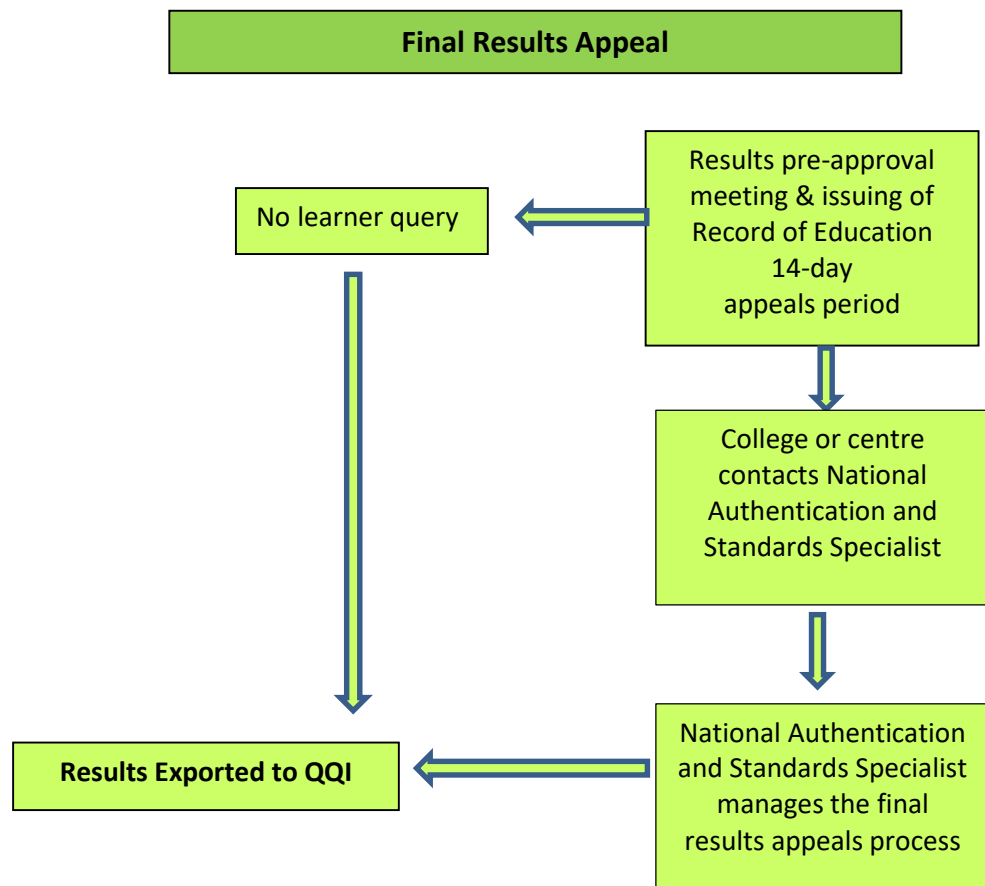 Final Results Appeal
Results pre-approval
meeting & issuing of
Record of Education
14-day
appeals period
No learner query
College or centre
contacts National
Authentication and
Standards Specialist
National Authentication
and Standards Specialist
manages the final
results appeals process
Results Exported to QQI